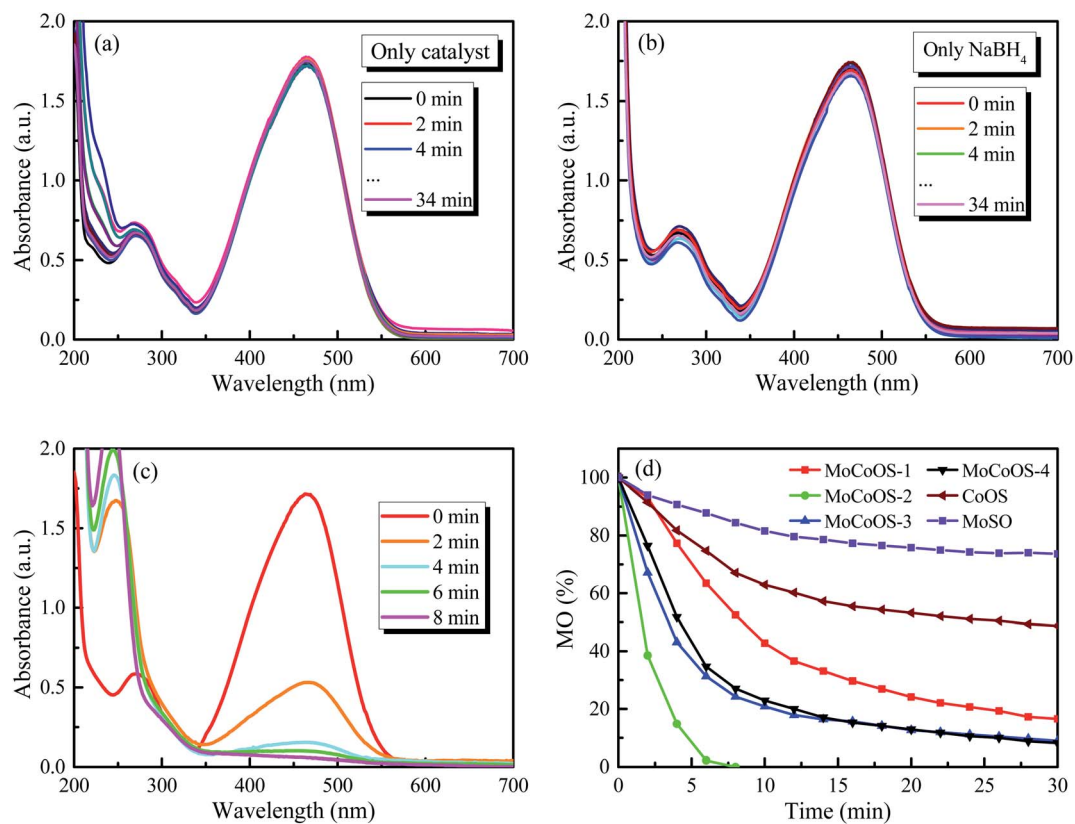 (a)
Only catalyst
0 min
2 min
4 min
...
34 min
Absorbance (a.u.)
2.0
1.5
1.0
0.5
0.0
200 300 400 500 600 700
Wavelength (nm)
(b)
Only NaBH4
0 min
2 min
4 min
...
34 min
Absorbance (a.u.)
2.0
1.5
1.0
0.5
0.0
200 300 400 500 600 700
Wavelength (nm)
(c)
0 min
2 min
4 min
6 min
8 min
Absorbance (a.u.)
2.0
1.5
1.0
0.5
0.0
200 300 400 500 600 700
Wavelength (nm)
(d)
MoCoOS-1 MoCoOS-4
MoCoOS-2 CoOS
MoCoOS-3 MoSO
MO (%)
100
80
60
40
20
0
0 5 10 15 20 25 30
Time (min)